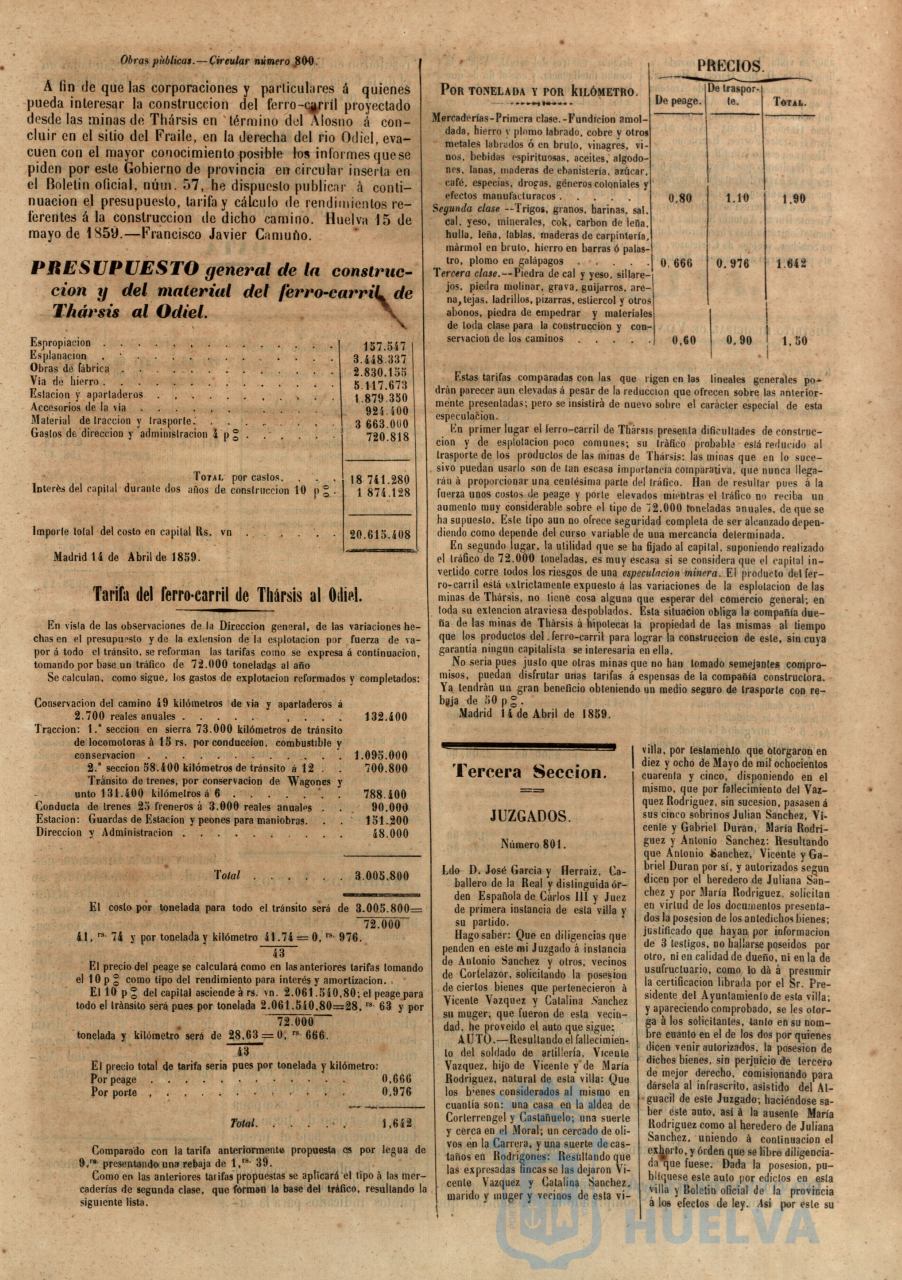 Obras públicas.—Circular número 800.
A fin de que las corporaciones y particulares á quienes
pueda interesar la construccion del ferro-carril proyectado
desde las minas de Thársis en término del Alosno á con-
cluir en el sitio del Fraile, en la derecha del rio Odiel, eva-
cuen con el mayor conocimiento posible los informes que se
piden por este Gobierno de provincia en circular inserta en
el Boletin oficial, núm. 57, he dispuesto publicar á conti-
nuacion el presupuesto, tarifa y cálculo de rendimientos re-
ferentes á la construccion de dicho camino. Huelva 15 de
mayo de 1859.—Francisco Javier Camuño.
PRESUPUESTO general de la construc-
cion y del material del ferro-carril de
Thársis al Odiel.
Espropiacion . . . . . . . . . 157.547
Esplanacion . . . . . . . . . 3.448.337
Obras de fábrica . . . . . . . . . 2.830.155
Via de hierro . . . . . . . . . 5.117.673
Estacion y apartaderos . . . . . . . 1.879.350
Accesorios de la via . . . . . . . 924.400
Material de traccion y trasporte. . . . . 3 663.000
Gastos de direccion y administracion 4 p% . . . . 720.818
TOTAL por castos. . . . 18 741.280
Interés del capital durante dos años de construccion 10 p% . 1 874.128
Importe total del costo en capital Rs. vn . . . . . 20.615.408
Madrid 14 de Abril de 1859.
Tarifa del ferro-carril de Thársis al Odiel.
En visla de las observaciones de la Direccion general, de las variaciones he-
chas en el presupuesto y de la extension de la esplotacion por fuerza de va-
por á todo el tránsito, se reforman las tarifas como se expresa á continuacion,
tomando por base un tráfico de 72.000 toneladas al año
Se calculan, como sigue, los gastos de explotacion reformados y completados:
Conservacion del camino 49 kilómetros de via y apartaderos á
2.700 reales anuales . . . . . . . 132.400
Traccion: 1.ª seccion en sierra 73.000 kilómetros de tránsito
de locomotoras á 15 rs. por conduccion, combustible y
conservacion . . . . . . . . 1.095.000
2.ª seccion 58.400 kilómetros de tránsito á 12 . . 700.800
Tránsito de trenes, por conservacion de Wagones y
unto 131.400 kilómetros á 6 . . . . . . 788.400
Conducta de trenes 25 freneros á 3.000 reales anuales . . 90.000
Estacion: Guardas de Estacion y peones para maniobras. . . 151.200
Direccion y Administracion . . . . . . . 48.000
Total . . . . . . 3.005.800
El costo por tonelada para todo el tránsito será de 3.005.800=
72.000
41, rs. 74 y por tonelada y kilómetro 41.74=0, rs. 976.
43
El precio del peage se calculará como en las anteriores tarifas tomando
el 10 p% como tipo del rendimiento para interés y amortizacion.
El 10 p% del capital asciende á rs. vn. 2.061.540,80; el peage para
todo el tránsito será pues por tonelada 2.061.540,80=28, rs. 63 y por
72.000
tonelada y kilómetro será de 28,63=0, rs. 666.
43
El precio total de tarifa seria pues por tonelada y kilómetro:
Por peage . . . . . . . . . 0,666
Por porte . . . . . . . . . 0,976
Total. . . . . . 1,642
Comparado con la tarifa anteriormente propuesta es por legua de
9,rs. presentando una rebaja de 1,rs. 39.
Como en las anteriores tarifas propuestas se aplicará el tipo à las mer-
caderías de segunda clase, que forman la base del tráfico, resultando la
siguiente lista.
POR TONELADA Y POR KILÓMETRO.
PRECIOS.
De peage. De traspor-te. TOTAL.
Mercaderías-Primera clase.-Fundicion amol-
dada, hierro y plomo labrado, cobre y otros
metales labrados ó en bruto, vinagres, vi-
nos, bebidas espirituosas, aceites, algodo-
nes, lanas, maderas de ebanistería, azúcar,
café, especias, drogas, géneros coloniales y
efectos manufacturacos . . . . . 0,80 1.10 1,90
Segunda clase —Trigos, granos, harinas, sal,
cal, yeso, minerales, cok, carbon de leña,
hulla, leña, tablas, maderas de carpintería,
mármol en bruto, hierro en barras ó palas-
tro, plomo en galápagos . . . . . 0.666 0.976 1.642
Tercera clase.—Piedra de cal y yeso, sillare-
jos, piedra molinar, grava, guijarros, are-
na, tejas, ladrillos, pizarras, estiercol y otros
abonos, piedra de empedrar y materiales
de toda clase para la construccion y con-
servacion de los caminos . . . . . 0,60 0.90 1,50
Estas tarifas comparadas con las que rigen en las lineales generales po-
drán parecer aun elevadas á pesar de la reduccion que ofrecen sobre las anterior-
mente presentadas; pero se insistirá de nuevo sobre el carácter especial de esta
especulacion.
En primer lugar el ferro-carril de Thársis presenta dificultades de construc-
cion y de esplotacion poco comunes; su tráfico probable está reducido al
trasporte de los productos de las minas de Thársis: las minas que en lo suce-
sivo puedan usarlo son de tan escasa importancia comparativa, que nunca llega-
rán à proporcionar una centésima parte del tráfico. Han de resultar pues á la
fuerza unos costos de peage y porte elevados mientras el tráfico no reciba un
aumento muy considerable sobre el tipo de 72.000 toneladas anuales, de que se
ha supuesto. Este tipo aun no ofrece seguridad completa de ser alcanzado depen-
diendo como depende del curso variable de una mercancía determinada.
En segundo lugar, la utilidad que se ha fijado al capital, suponiendo realizado
el tráfico de 72.000 toneladas, es muy escasa si se considera que el capital in-
vertido corre todos los riesgos de una especulacion minera. El producto del fer-
ro-carril está extrictamente expuesto á las variaciones de la esplotacion de las
minas de Thársis, no tiene cosa alguna que esperar del comercio general; en
toda su extencion atraviesa despoblados. Esta situacion obliga la compañía due-
ña de las minas de Thársis á hipotecar la propiedad de las mismas al tiempo
que los productos del ferro-carril para lograr la construccion de este, sin cuya
garantia ningun capitalista se interesaria en ella.
No seria pues justo que otras minas que no han tomado semejantes compro-
misos, puedan disfrutar unas tarifas á espensas de la compañía constructora.
Ya tendrán un gran beneficio obteniendo un medio seguro de trasporte con re-
baja de 50 p%.
Madrid 14 de Abril de 1859.
Tercera Seccion.
JUZGADOS.
Número 801.
Ldo D. José Garcia y Herraiz, Ca-
ballero de la Real y distinguida ór-
den Española de Cárlos III y Juez
de primera instancia de esta villa y
su partido.
Hago saber: Que en diligencias que
penden en este mi Juzgado á instancia
de Antonio Sanchez y otros, vecinos
de Cortelazor, solicitando la posesion
de ciertos bienes que pertenecieron à
Vicente Vazquez y Catalina Sanchez
su muger, que fueron de esta vecin-
dad, he proveido el auto que sigue:
AUTO.—Resultando el fallecimien-
to del soldado de artillería, Vicente
Vazquez, hijo de Vicente y de María
Rodriguez, natural de esta villa: Que
los bienes considerados al mismo en
cuantía son: una casa en la aldea de
Corterrengel y Castañuelo; una suerte
y cerca en el Moral; un cercado de oli-
vos en la Carrera, y una suerte de cas-
taños en Rodrigones: Resultando que
las expresadas fincas se las dejaron Vi-
cente Vazquez y Catalina Sanchez,
marido y muger y vecinos de esta vi-
villa, por testamento que otorgaron en
diez y ocho de Mayo de mil ochocientos
cuarenta y cinco, disponiendo en el
mismo, que por fallecimiento del Vaz-
quez Rodriguez, sin sucesion, pasasen á
sus cinco sobrinos Julian Sanchez, Vi-
cente y Gabriel Duran, María Rodri-
guez y Antonio Sanchez: Resultando
que Antonio Sanchez, Vicente y Ga-
briel Duran por sí, y autorizados segun
dicen por el heredero de Juliana Sán-
chez y por María Rodriguez, solicitan
en virtud de los documentos presenta-
dos la posesion de los antedichos bienes;
justificado que hayan por informacion
de 3 testigos, no hallarse poseidos por
otro, ni en calidad de dueño, ni en la de
usufructuario, como lo dà á presumir
la certificacion librada por el Sr. Pre-
sidente del Ayuntamiento de esta villa;
y apareciendo comprobado, se les otor-
ga à los solicitantes, tanto en su nom-
bre cuanto en el de los dos por quienes
dicen venir autorizados, la posesion de
dichos bienes, sin perjuicio de tercero
de mejor derecho, comisionando para
dársela al infrascrito, asistido del Al-
guacil de este Juzgado; haciéndose sa-
ber este auto, asi à la ausente María
Rodriguez como al heredero de Juliana
Sanchez, uniendo à continuacion el
exhorto, y órden que se libre diligencia-
da que fuese. Dada la posesion, pu-
blíquese este auto por edictos en esta
villa y Boletin oficial de la provincia
à los efectos de ley. Así por este su
HUELVA